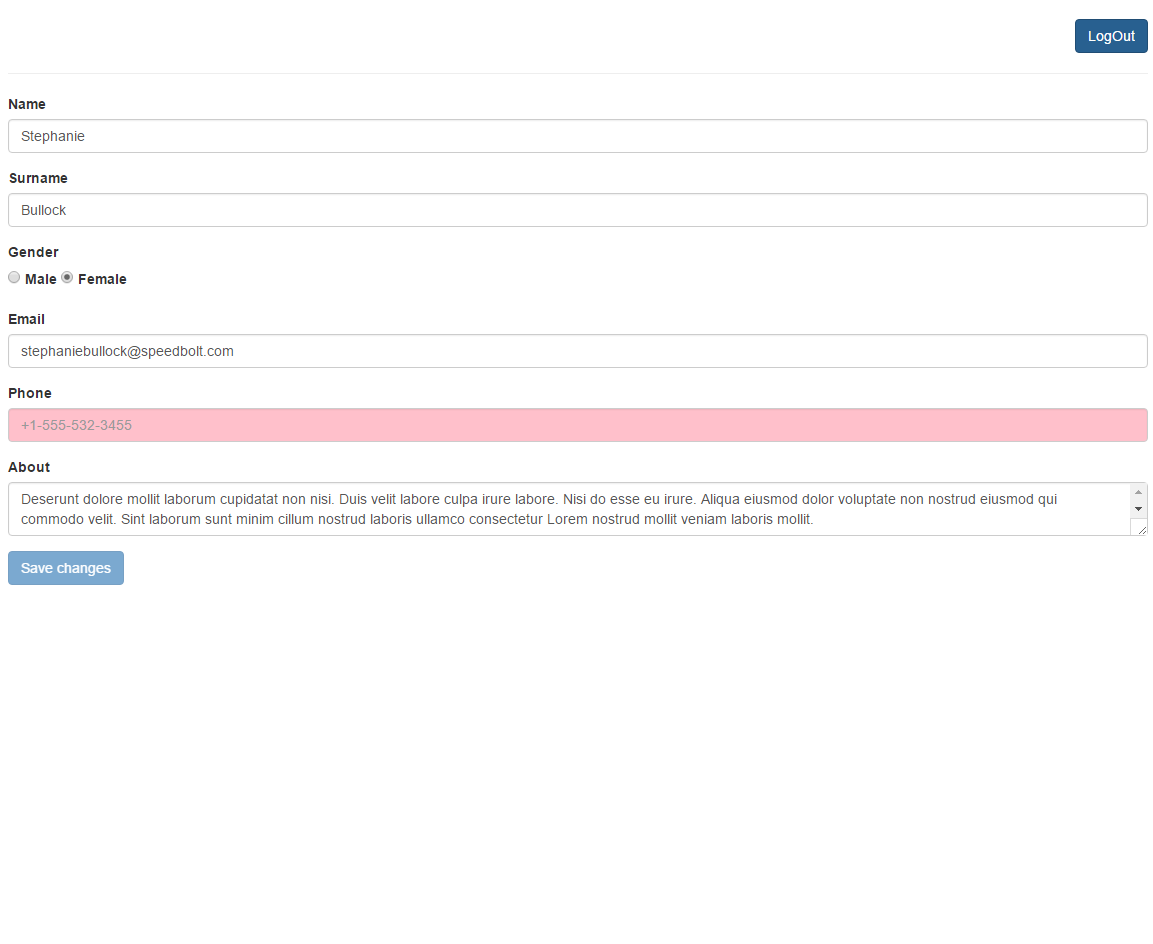 LogOut
Name
Stephanie
Surname
Bullock
Gender
Male Female
Email
stephaniebullock@speedbolt.com
Phone
+1-555-532-3455
About
Deserunt dolore mollit laborum cupidatat non nisi. Duis velit labore culpa irure labore. Nisi do esse eu irure. Aliqua eiusmod dolor voluptate non nostrud eiusmod qui
commodo velit. Sint laborum sunt minim cillum nostrud laboris ullamco consectetur Lorem nostrud mollit veniam laboris mollit.
Save changes